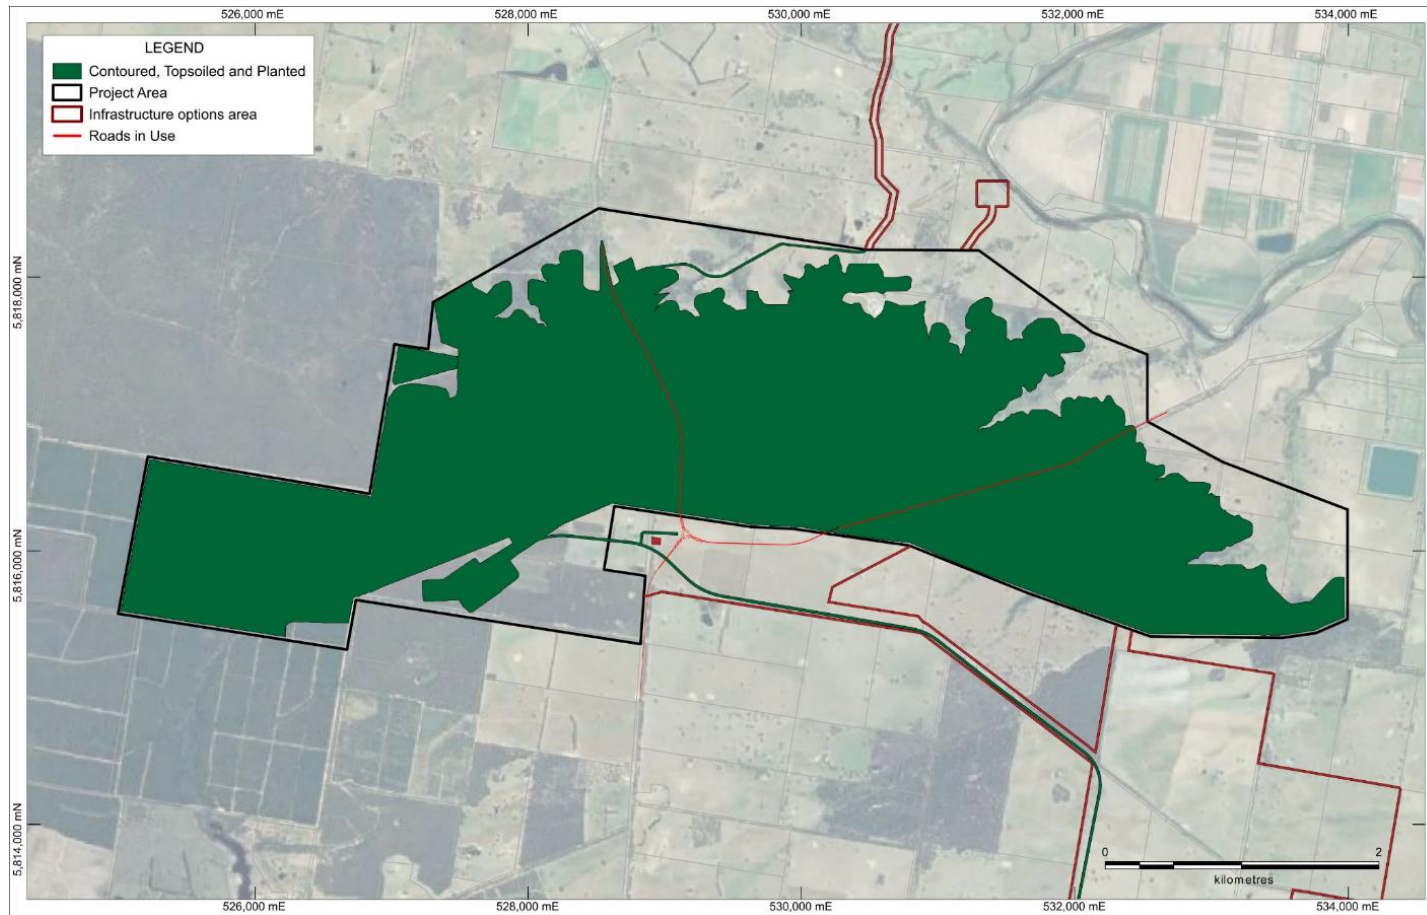 526,000 mE
528,000 mE
530,000 mE
532,000 mE
534,000 mE
LEGEND
Contoured, Topsoiled and Planted
Project Area
Infrastructure options area
Roads in Use
5,818,000 mN
5,816,000 mN
5,814,000 mN
0
2
kilometres
526,000 mE
528,000 mE
530,000 mE
532,000 mE
534,000 mE